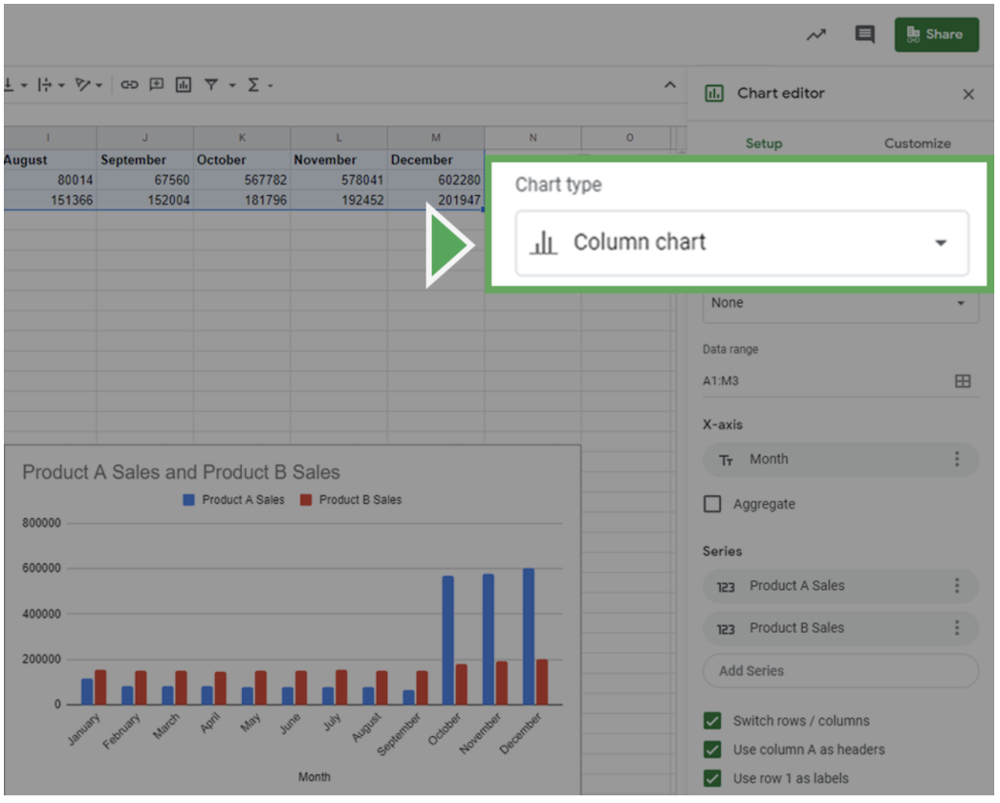 Share
Chart editor
I J K L M N O
Setup Customize
August September October November December
80014 67560 567782 578041 602280
151366 152004 181796 192452 201947
Chart type
Column chart
None
Data range
A1:M3
X-axis
Tт Month
Aggregate
Series
123 Product A Sales
123 Product B Sales
Add Series
Switch rows / columns
Use column A as headers
Use row 1 as labels
Product A Sales and Product B Sales
Product A Sales Product B Sales
800000
600000
400000
200000
0
January February March April May June July August September October November December
Month